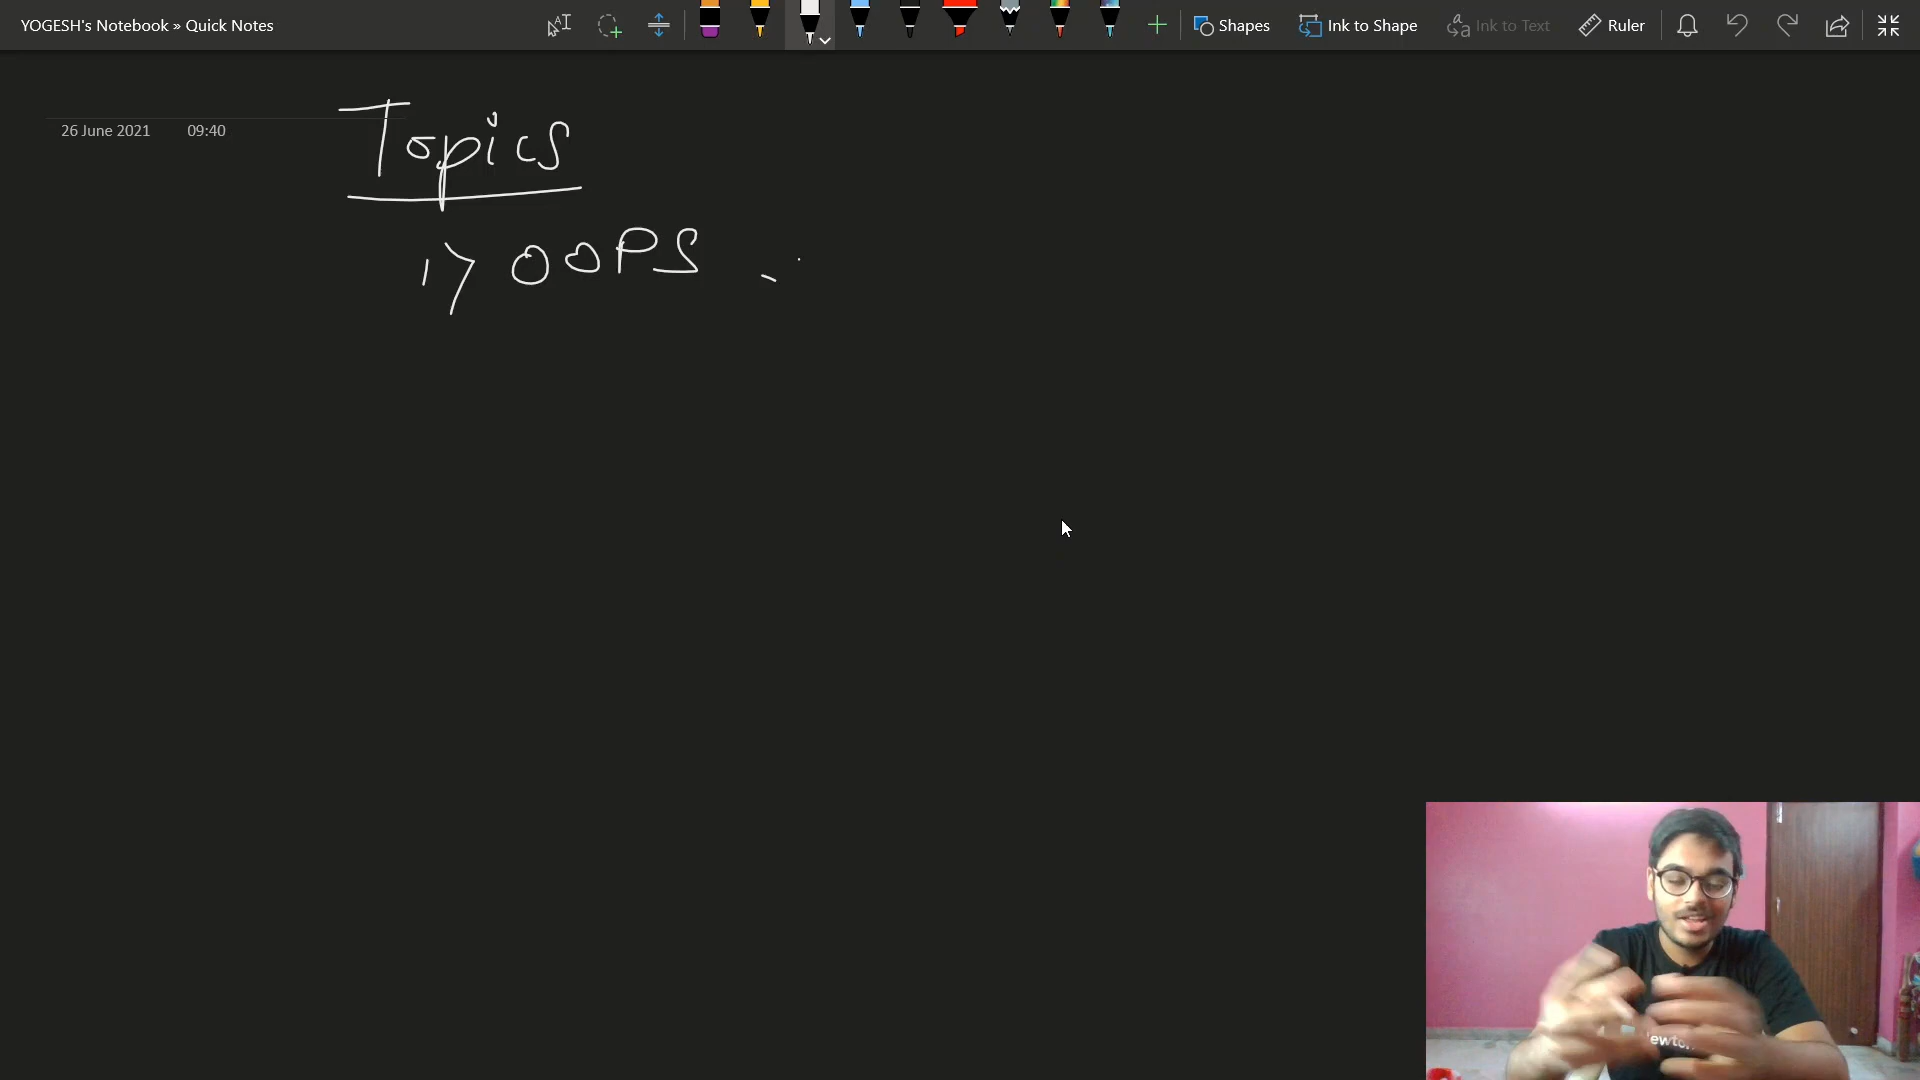 YOGESH's Notebook » Quick Notes
Shapes
Ink to Shape
Ink to Text
Ruler
Topics
26 June 2021 09:40
1> OOPS